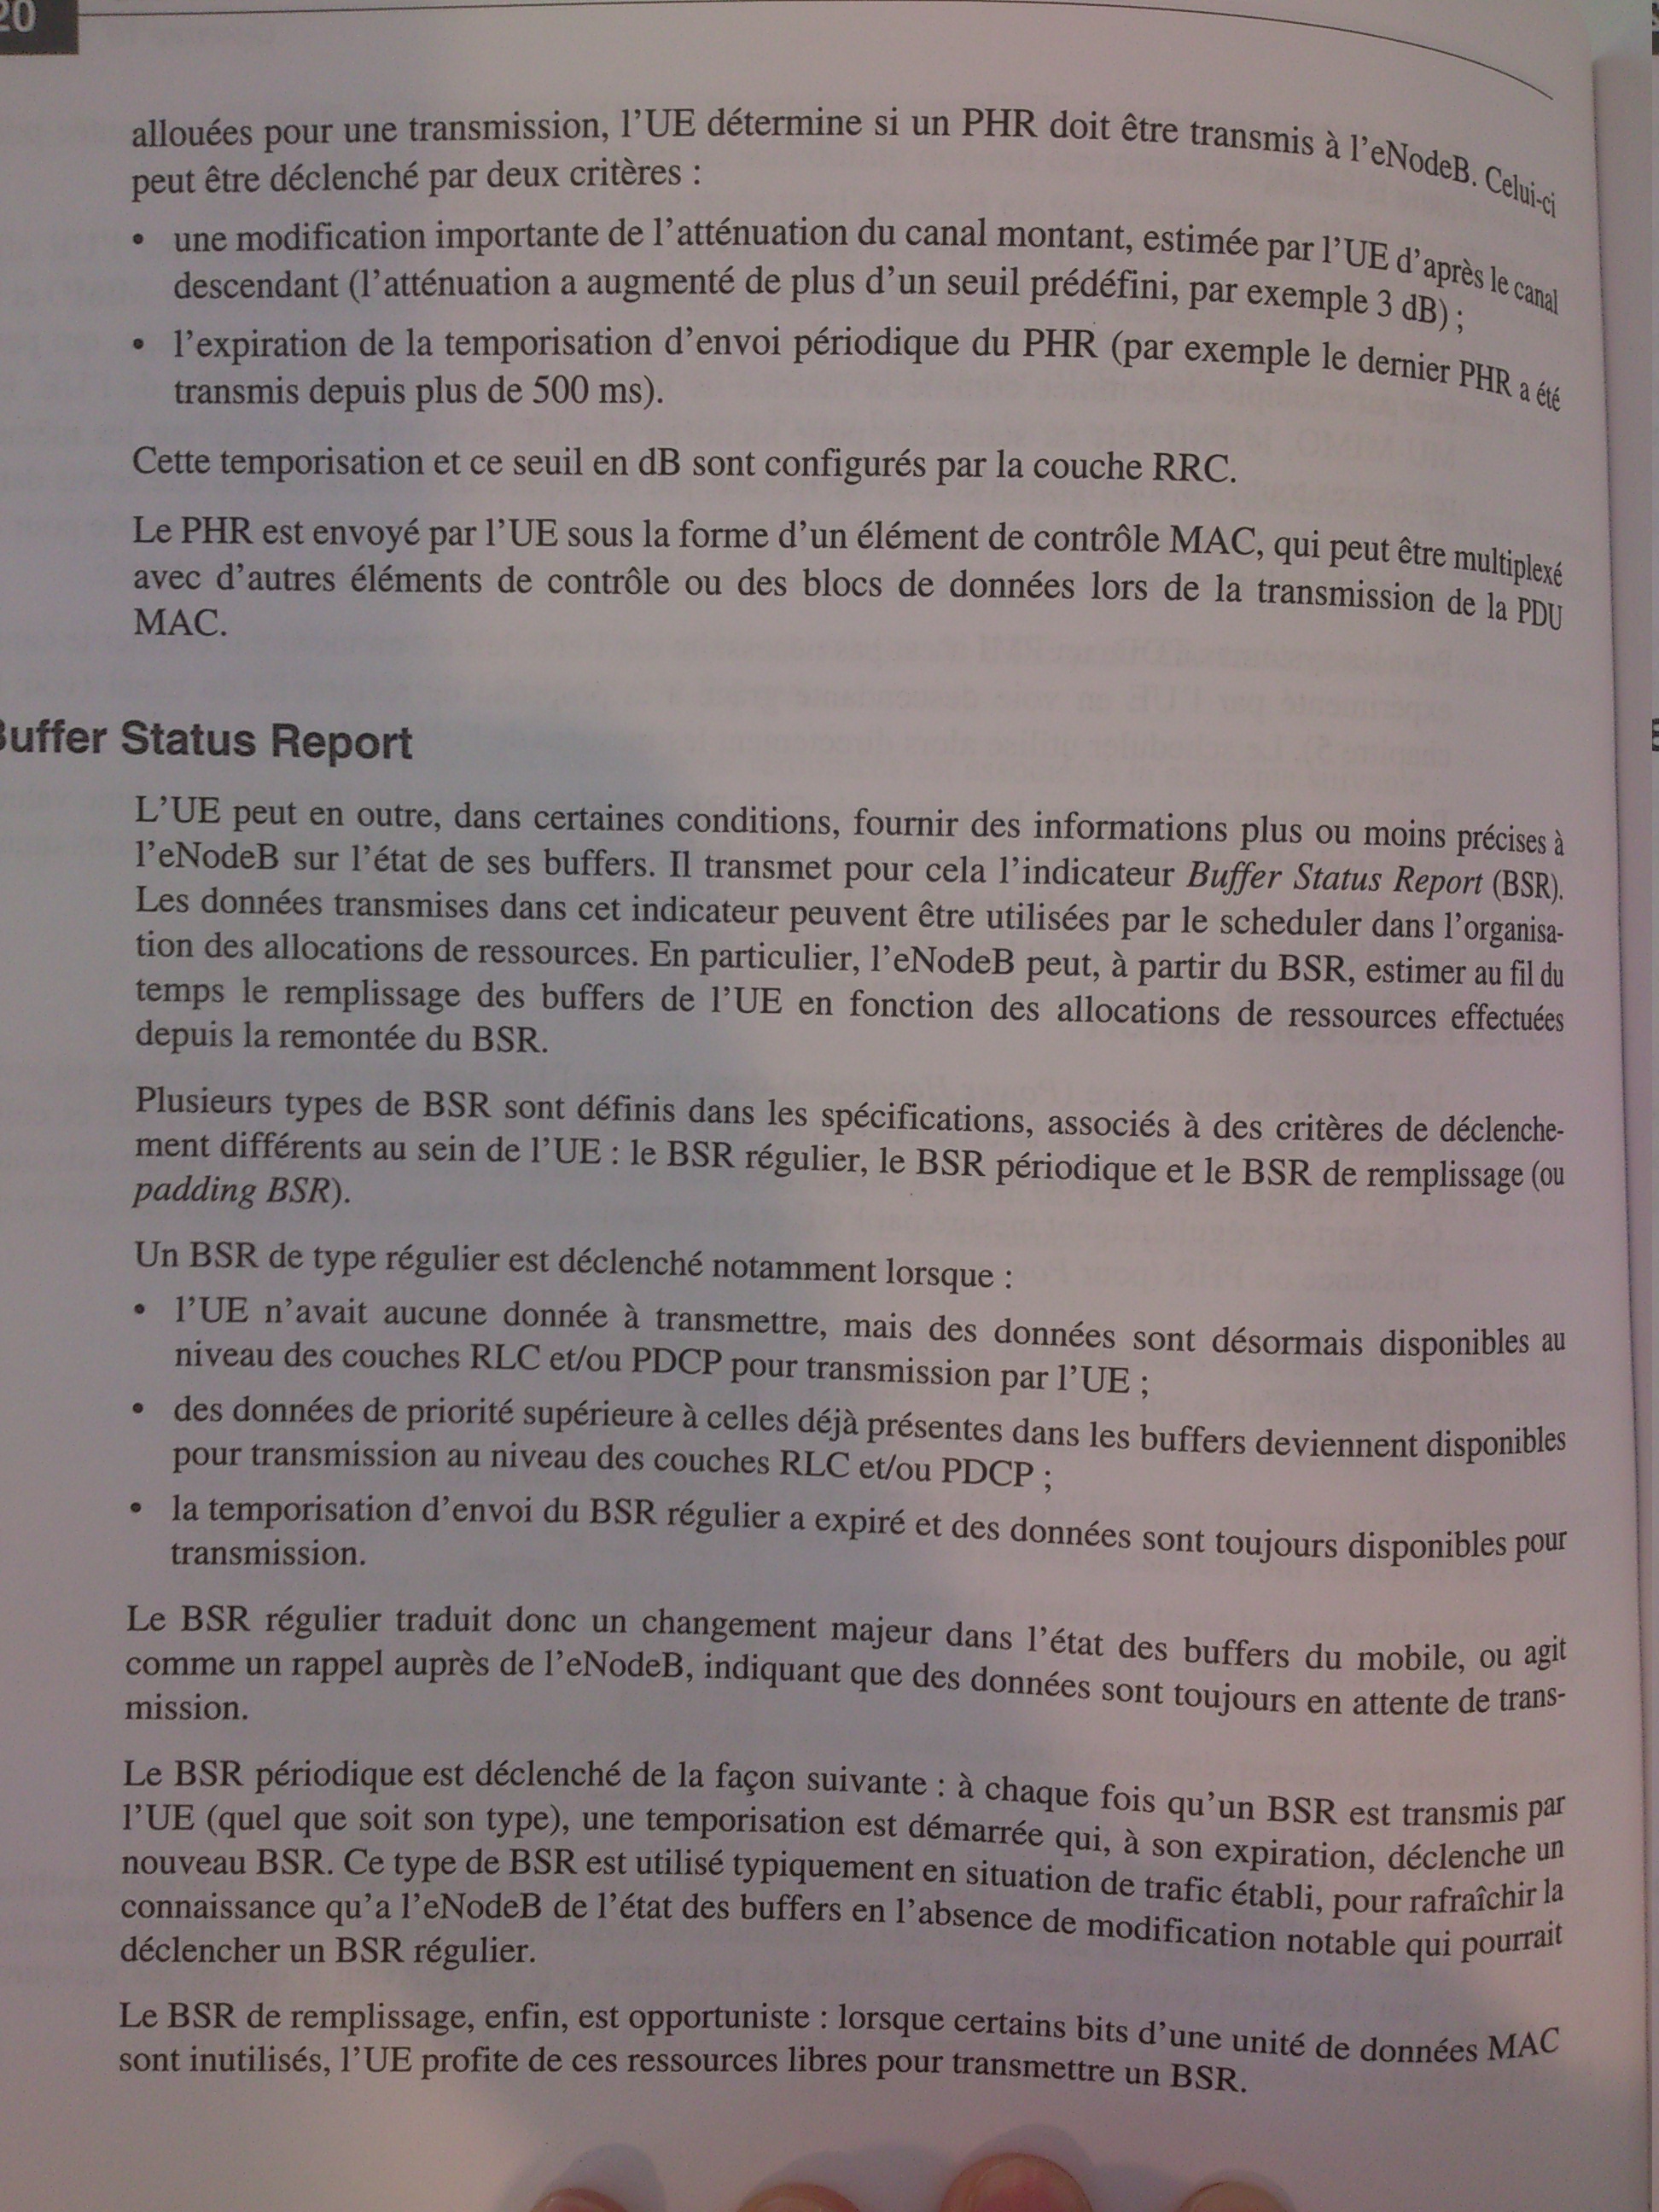 20
allouées pour une transmission, l’UE détermine si un PHR doit être transmis à l’eNodeB. Celui-ci
peut être déclenché par deux critères :
• une modification importante de l’atténuation du canal montant, estimée par l’UE d’après le canal
descendant (l’atténuation a augmenté de plus d’un seuil prédéfini, par exemple 3 dB) ;
• l’expiration de la temporisation d’envoi périodique du PHR (par exemple le dernier PHR a été
transmis depuis plus de 500 ms).
Cette temporisation et ce seuil en dB sont configurés par la couche RRC.
Le PHR est envoyé par l’UE sous la forme d’un élément de contrôle MAC, qui peut être multiplexé
avec d’autres éléments de contrôle ou des blocs de données lors de la transmission de la PDU
MAC.
Buffer Status Report
L’UE peut en outre, dans certaines conditions, fournir des informations plus ou moins précises à
l’eNodeB sur l’état de ses buffers. Il transmet pour cela l’indicateur Buffer Status Report (BSR).
Les données transmises dans cet indicateur peuvent être utilisées par le scheduler dans l’organisa-
tion des allocations de ressources. En particulier, l’eNodeB peut, à partir du BSR, estimer au fil du
temps le remplissage des buffers de l’UE en fonction des allocations de ressources effectuées
depuis la remontée du BSR.
Plusieurs types de BSR sont définis dans les spécifications, associés à des critères de déclenche-
ment différents au sein de l’UE : le BSR régulier, le BSR périodique et le BSR de remplissage (ou
padding BSR).
Un BSR de type régulier est déclenché notamment lorsque :
• l’UE n’avait aucune donnée à transmettre, mais des données sont désormais disponibles au
niveau des couches RLC et/ou PDCP pour transmission par l’UE ;
• des données de priorité supérieure à celles déjà présentes dans les buffers deviennent disponibles
pour transmission au niveau des couches RLC et/ou PDCP ;
• la temporisation d’envoi du BSR régulier a expiré et des données sont toujours disponibles pour
transmission.
Le BSR régulier traduit donc un changement majeur dans l’état des buffers du mobile, ou agit
comme un rappel auprès de l’eNodeB, indiquant que des données sont toujours en attente de trans-
mission.
Le BSR périodique est déclenché de la façon suivante : à chaque fois qu’un BSR est transmis par
l’UE (quel que soit son type), une temporisation est démarrée qui, à son expiration, déclenche un
nouveau BSR. Ce type de BSR est utilisé typiquement en situation de trafic établi, pour rafraîchir la
connaissance qu’a l’eNodeB de l’état des buffers en l’absence de modification notable qui pourrait
déclencher un BSR régulier.
Le BSR de remplissage, enfin, est opportuniste : lorsque certains bits d’une unité de données MAC
sont inutilisés, l’UE profite de ces ressources libres pour transmettre un BSR.